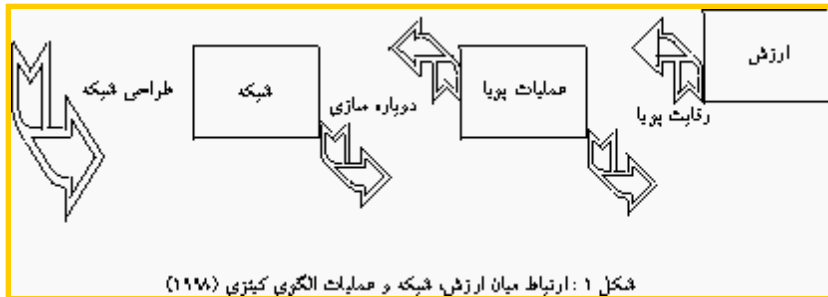 ارزش
رقابت پویا
عملیات پویا
دوباره سازی
شبکه
طراحی شبکه
شکل ۱ : ارتباط میان ارزش، شبکه و عملیات الگوی کیتزی (۱۹۹۸)